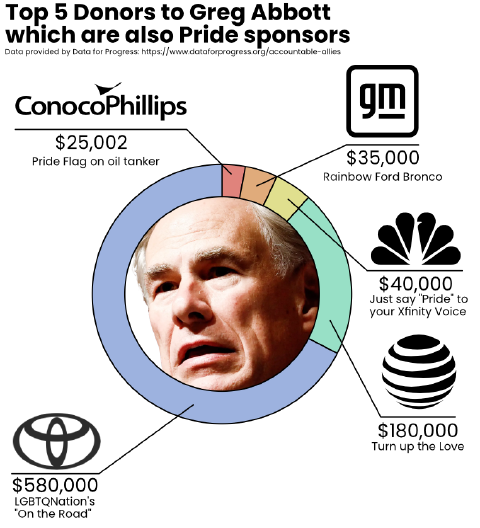 Top 5 Donors to Greg Abbott
which are also Pride sponsors
Data provided by Data for Progress: https://www.dataforprogress.org/accountable-allies
ConocoPhillips
$25,002
Pride Flag on oil tanker
gm
$35,000
Rainbow Ford Bronco
$40,000
Just say "Pride" to
your Xfinity Voice
$180,000
Turn up the Love
$580,000
LGBTQNation's
"On the Road"